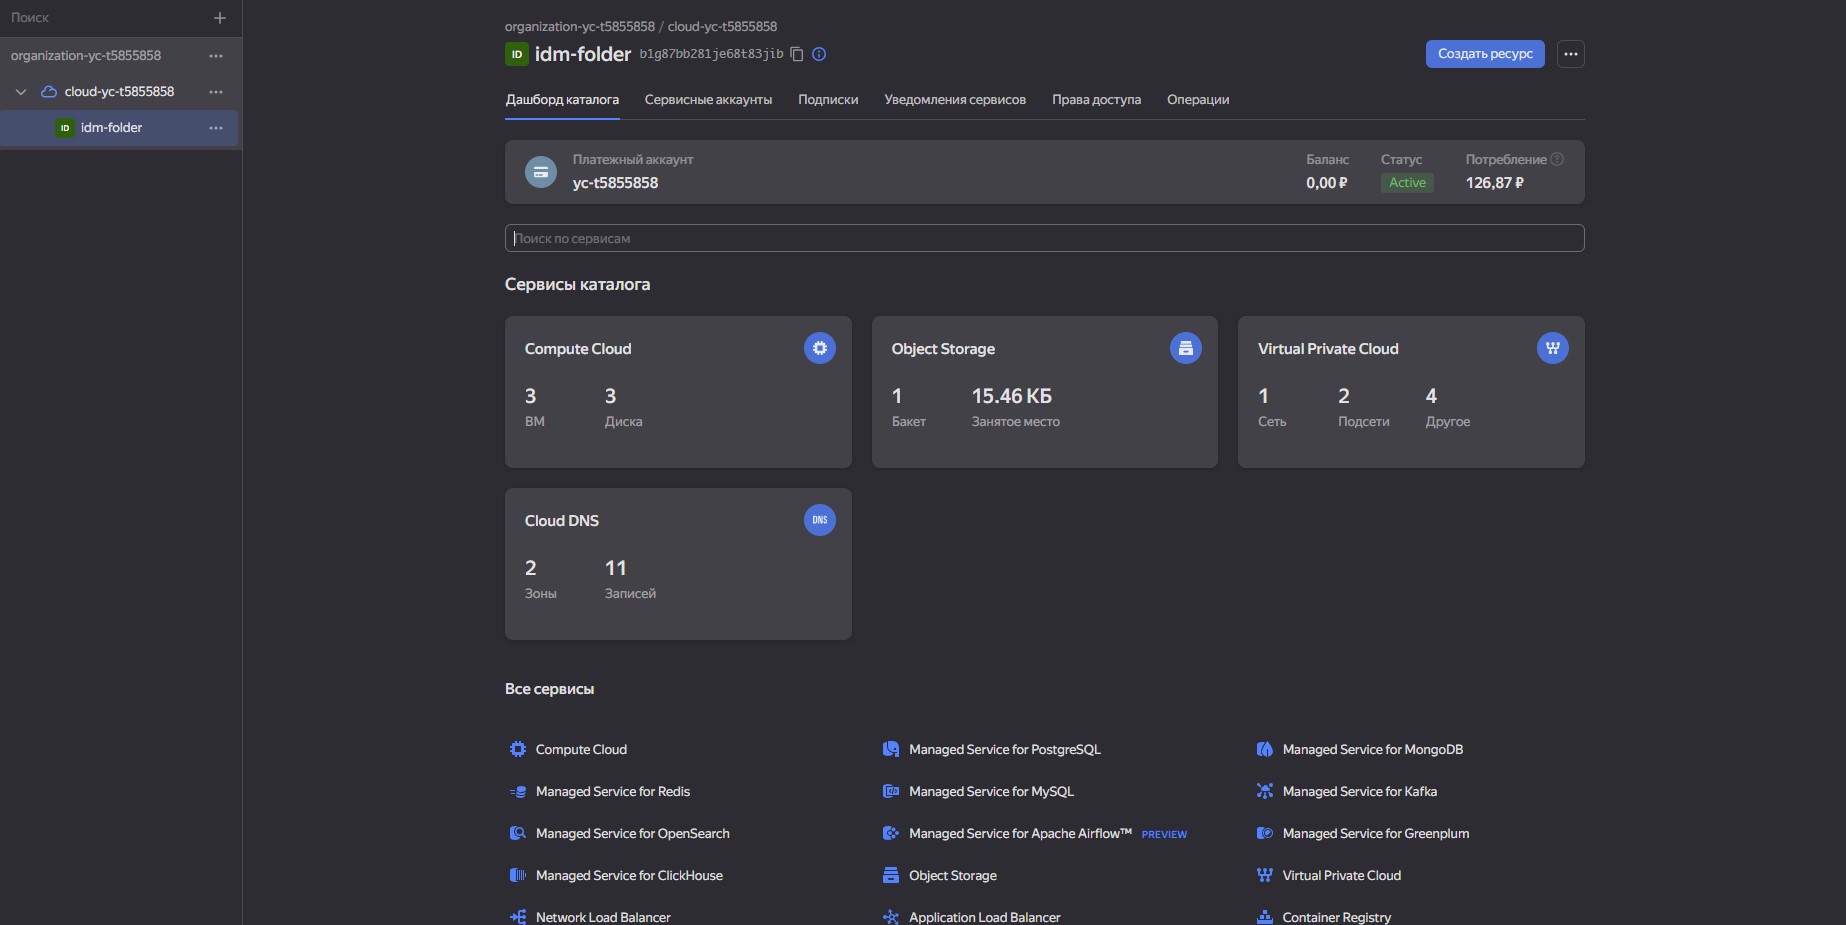 Поиск
organization-yc-t5855858
cloud-yc-t5855858
ID idm-folder
organization-yc-t5855858 / cloud-yc-t5855858
ID idm-folder b1g87bb281je68t83jib
Создать ресурс
Дашборд каталога Сервисные аккаунты Подписки Уведомления сервисов Права доступа Операции
Платежный аккаунт Баланс Статус Потребление
yc-t5855858 0,00 ₽ Active 126,87 ₽
Поиск по сервисам
Сервисы каталога
Compute Cloud
3 3
ВМ Диска
Object Storage
1 15.46 КБ
Бакет Занятое место
Virtual Private Cloud
1 2 4
Сеть Подсети Другое
Cloud DNS DNS
2 11
Зоны Записей
Все сервисы
Compute Cloud Managed Service for PostgreSQL Managed Service for MongoDB
Managed Service for Redis Managed Service for MySQL Managed Service for Kafka
Managed Service for OpenSearch Managed Service for Apache Airflow™ PREVIEW Managed Service for Greenplum
Managed Service for ClickHouse Object Storage Virtual Private Cloud
Network Load Balancer Application Load Balancer Container Registry